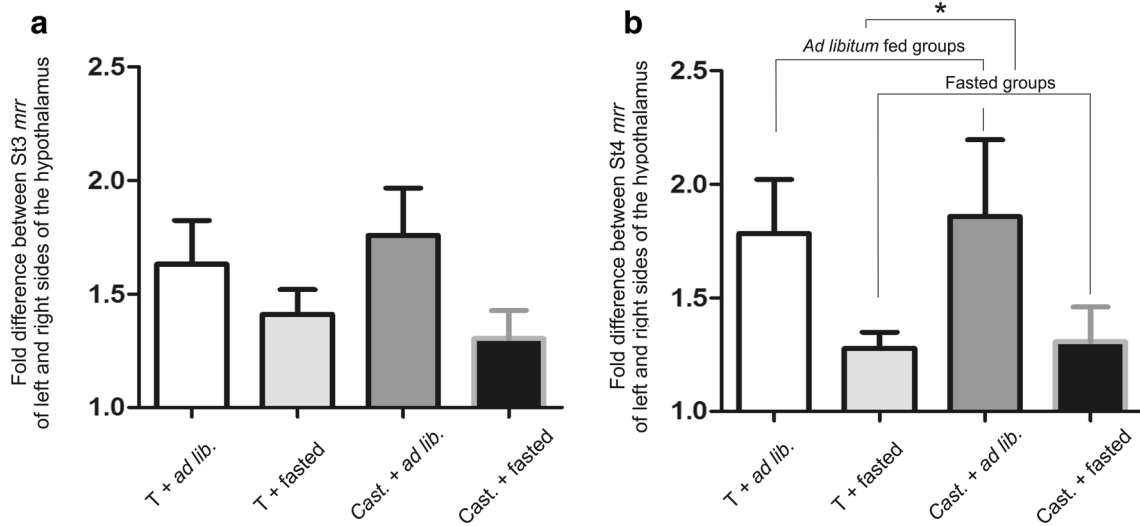 a
Fold difference between St3 mrr
of left and right sides of the hypothalamus
2.5
2.0
1.5
1.0
T + ad lib.
T + fasted
Cast. + ad lib.
Cast. + fasted
b
*
Ad libitum fed groups
Fasted groups
Fold difference between St4 mrr
of left and right sides of the hypothalamus
2.5
2.0
1.5
1.0
T + ad lib.
T + fasted
Cast. + ad lib.
Cast. + fasted